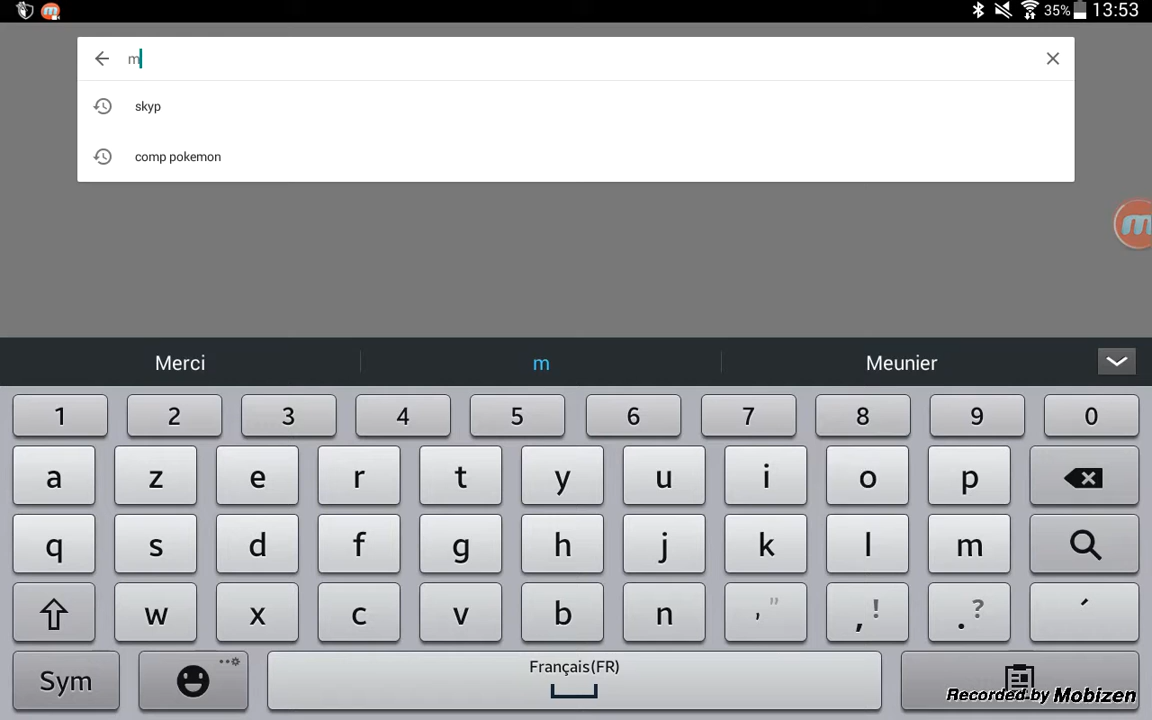 35% 13:53
m
skyp
comp pokemon
m
Merci m Meunier
1 2 3 4 5 6 7 8 9 0
a z e r t y u i o p
q s d f g h j k l m
w x c v b n ' " , ! . ? ´
Sym Français(FR)
Recorded by Mobizen